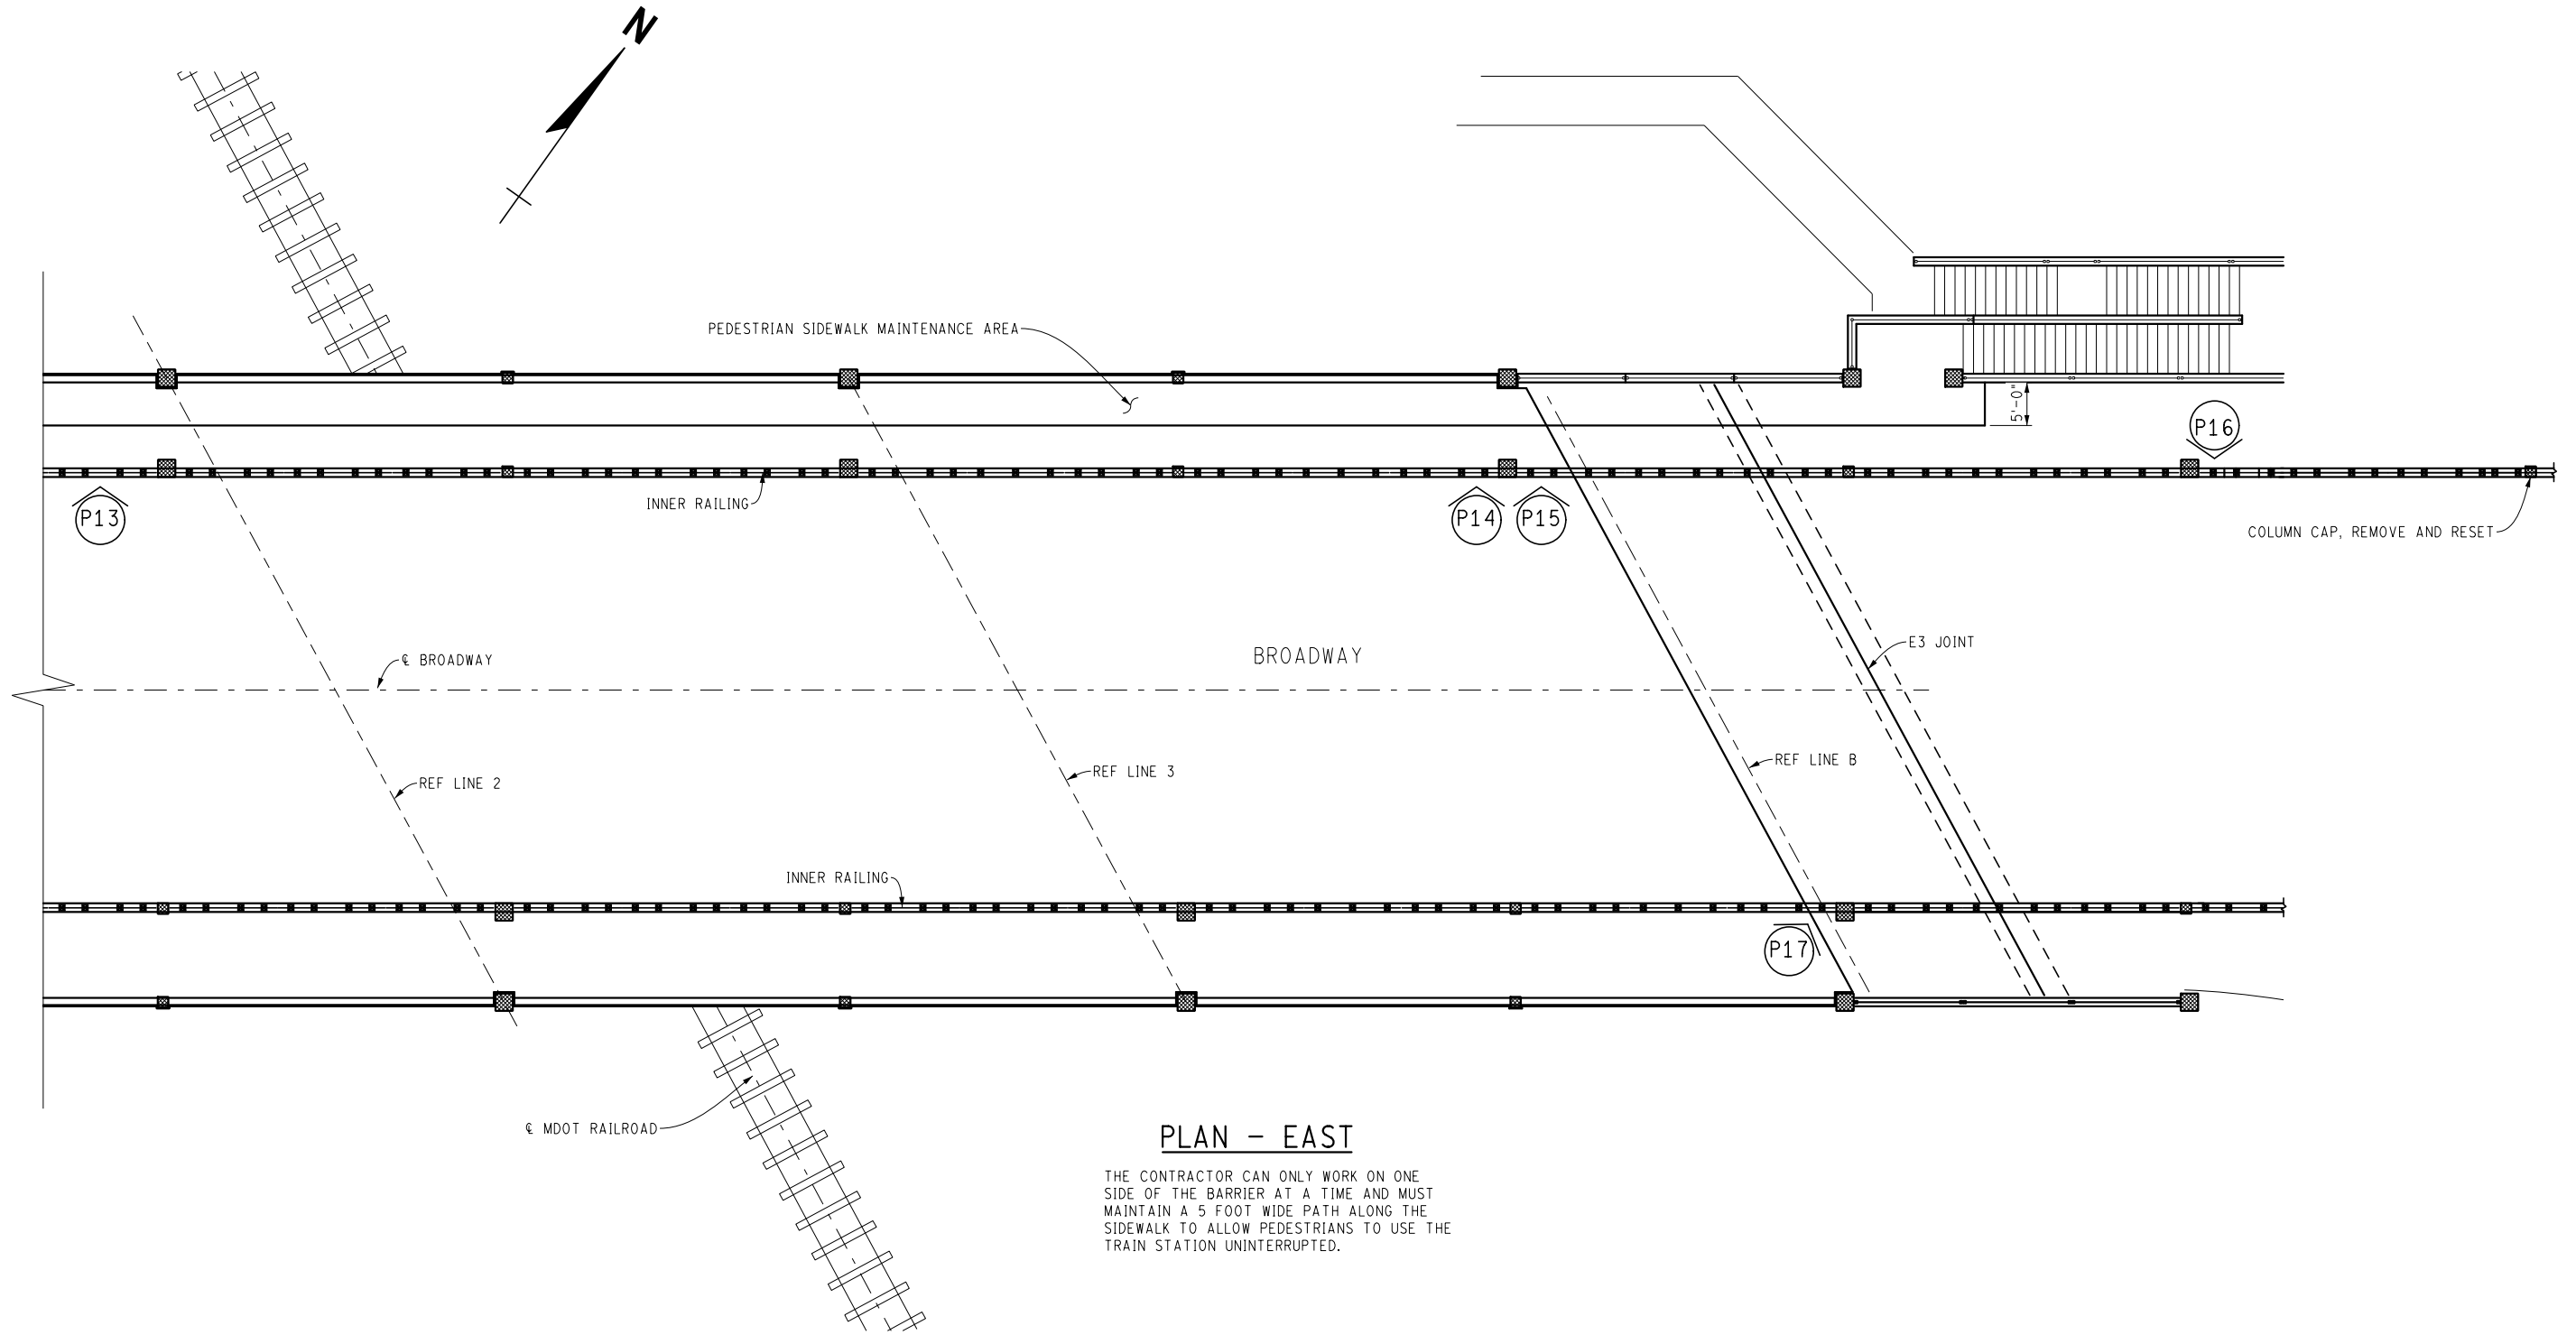 N
PEDESTRIAN SIDEWALK MAINTENANCE AREA
5'-0"
P16
INNER RAILING
P13
P14
P15
COLUMN CAP, REMOVE AND RESET
℄ BROADWAY
BROADWAY
E3 JOINT
REF LINE 2
REF LINE 3
REF LINE B
INNER RAILING
P17
℄ MDOT RAILROAD
PLAN - EAST
THE CONTRACTOR CAN ONLY WORK ON ONE
SIDE OF THE BARRIER AT A TIME AND MUST
MAINTAIN A 5 FOOT WIDE PATH ALONG THE
SIDEWALK TO ALLOW PEDESTRIANS TO USE THE
TRAIN STATION UNINTERRUPTED.